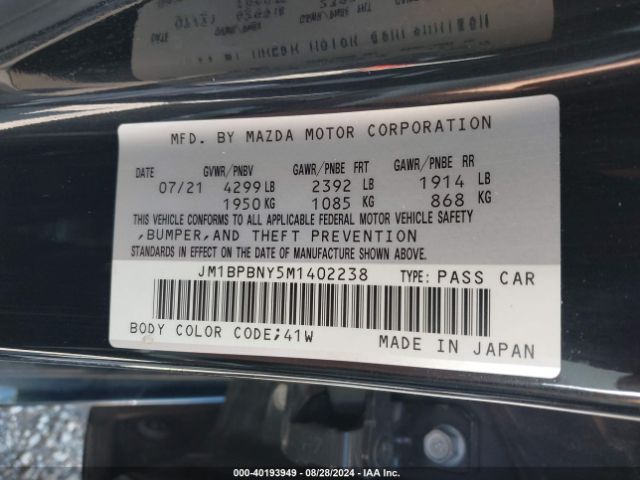 MFD. BY MAZDA MOTOR CORPORATION
DATE GVWR/PNBV GAWR/PNBE FRT GAWR/PNBE RR
07/21 4299 LB 2392 LB 1914 LB
1950 KG 1085 KG 868 KG
THIS VEHICLE CONFORMS TO ALL APPLICABLE FEDERAL MOTOR VEHICLE SAFETY
,BUMPER,AND THEFT PREVENTION
STANDARDS IN EFFECT ON THE DATE OF MANUFACTURE SHOWN ABOVE.
JM1BPBNY5M1402238 TYPE: PASS CAR
BODY COLOR CODE;41W MADE IN JAPAN
000-40193949 • 08/28/2024 • IAA Inc.